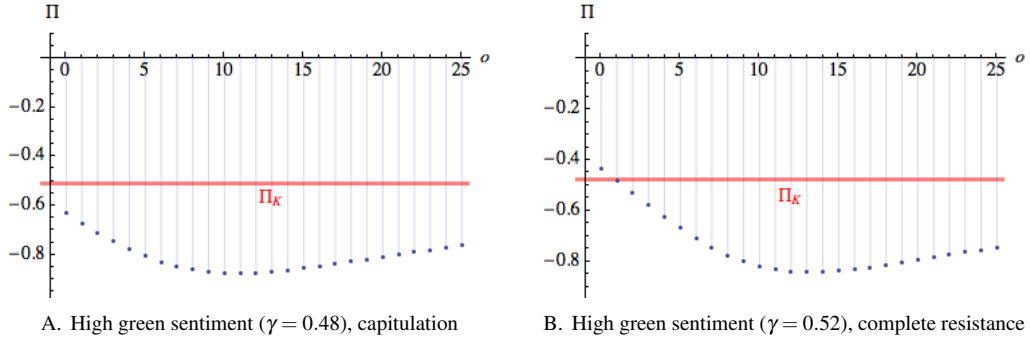 Π
0 5 10 15 20 25 o
−0.2
−0.4
Π_K
−0.6
−0.8
A. High green sentiment (γ = 0.48), capitulation
Π
0 5 10 15 20 25 o
−0.2
−0.4
Π_K
−0.6
−0.8
B. High green sentiment (γ = 0.52), complete resistance